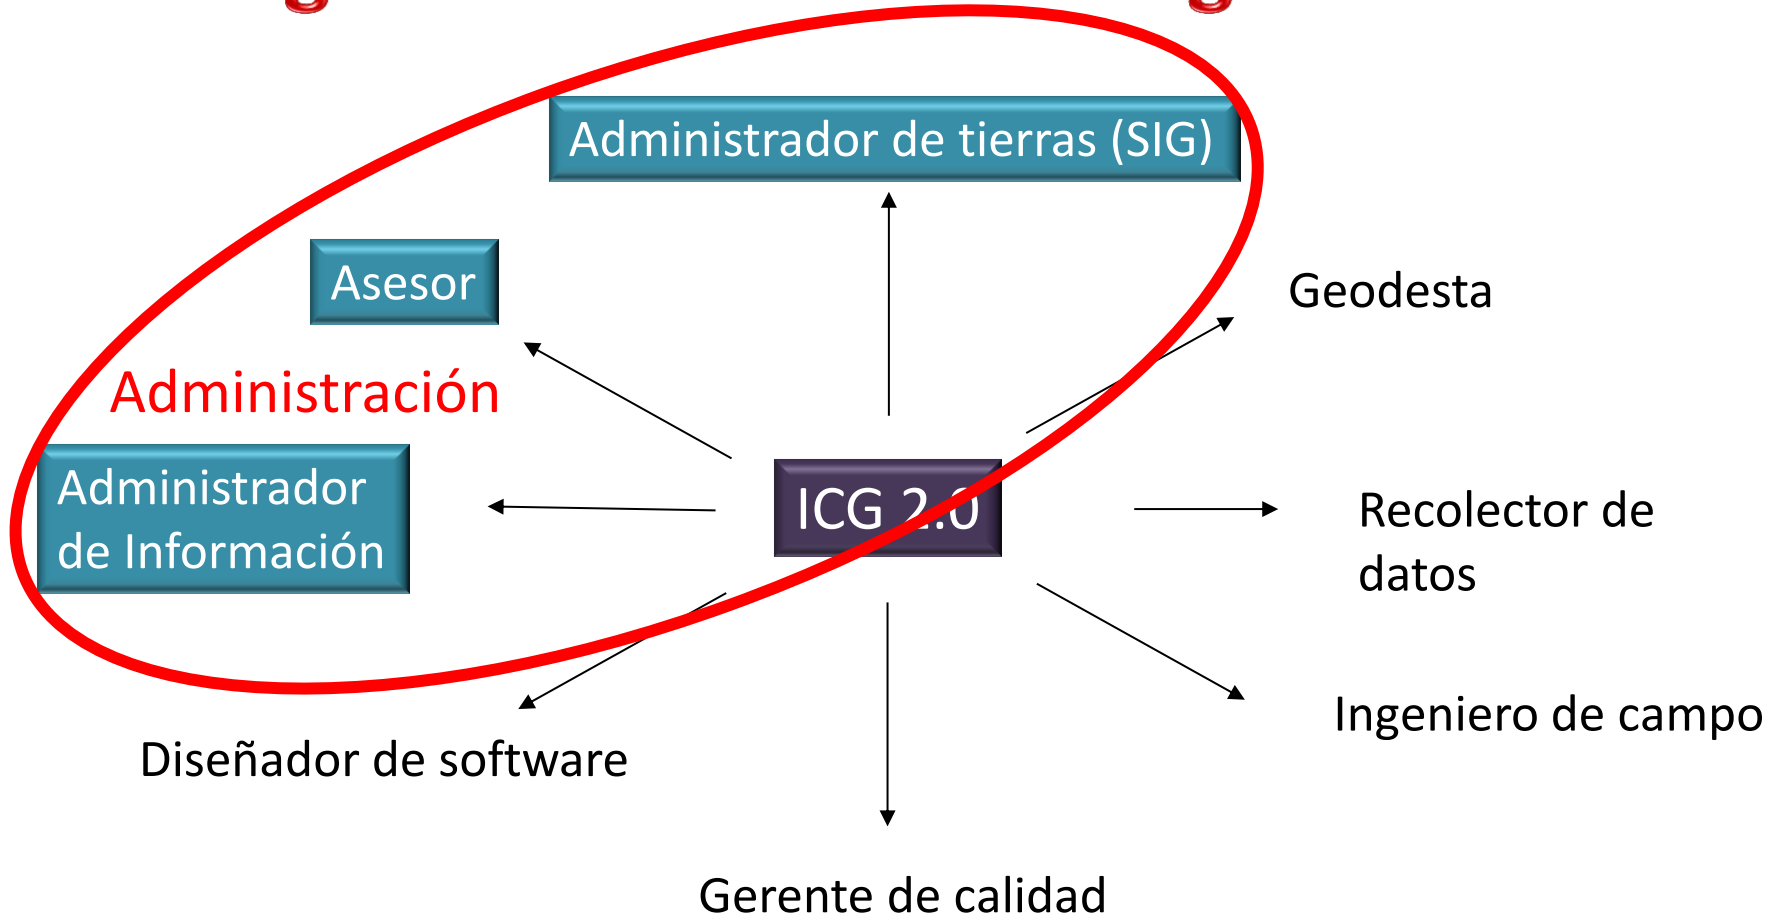 Administrador de tierras (SIG)
Asesor
Geodesta
Administración
Administrador
de Información
ICG 2.0
Recolector de
datos
Ingeniero de campo
Diseñador de software
Gerente de calidad